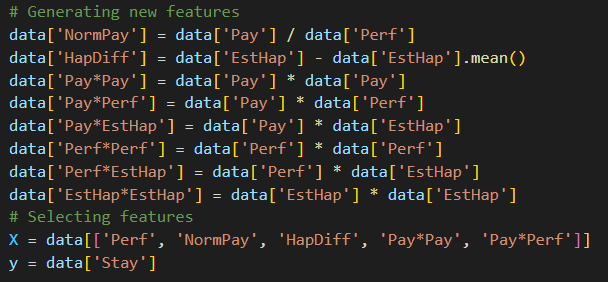 # Generating new features
data['NormPay'] = data['Pay'] / data['Perf']
data['HapDiff'] = data['EstHap'] - data['EstHap'].mean()
data['Pay*Pay'] = data['Pay'] * data['Pay']
data['Pay*Perf'] = data['Pay'] * data['Perf']
data['Pay*EstHap'] = data['Pay'] * data['EstHap']
data['Perf*Perf'] = data['Perf'] * data['Perf']
data['Perf*EstHap'] = data['Perf'] * data['EstHap']
data['EstHap*EstHap'] = data['EstHap'] * data['EstHap']
# Selecting features
X = data[['Perf', 'NormPay', 'HapDiff', 'Pay*Pay', 'Pay*Perf']]
y = data['Stay']